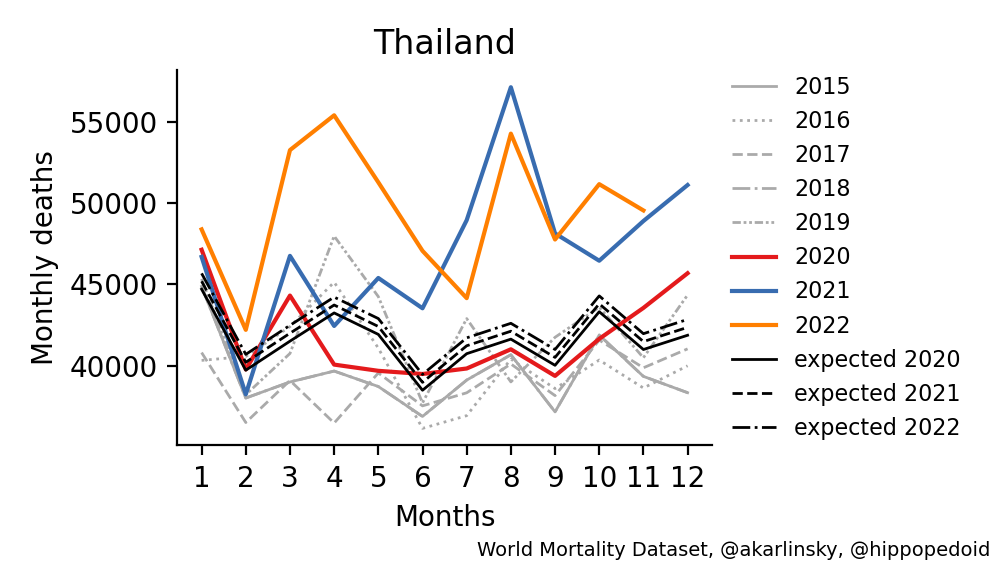 Thailand
Monthly deaths
55000
50000
45000
40000
1 2 3 4 5 6 7 8 9 10 11 12
Months
2015
2016
2017
2018
2019
2020
2021
2022
expected 2020
expected 2021
expected 2022
World Mortality Dataset, @akarlinsky, @hippopedoid